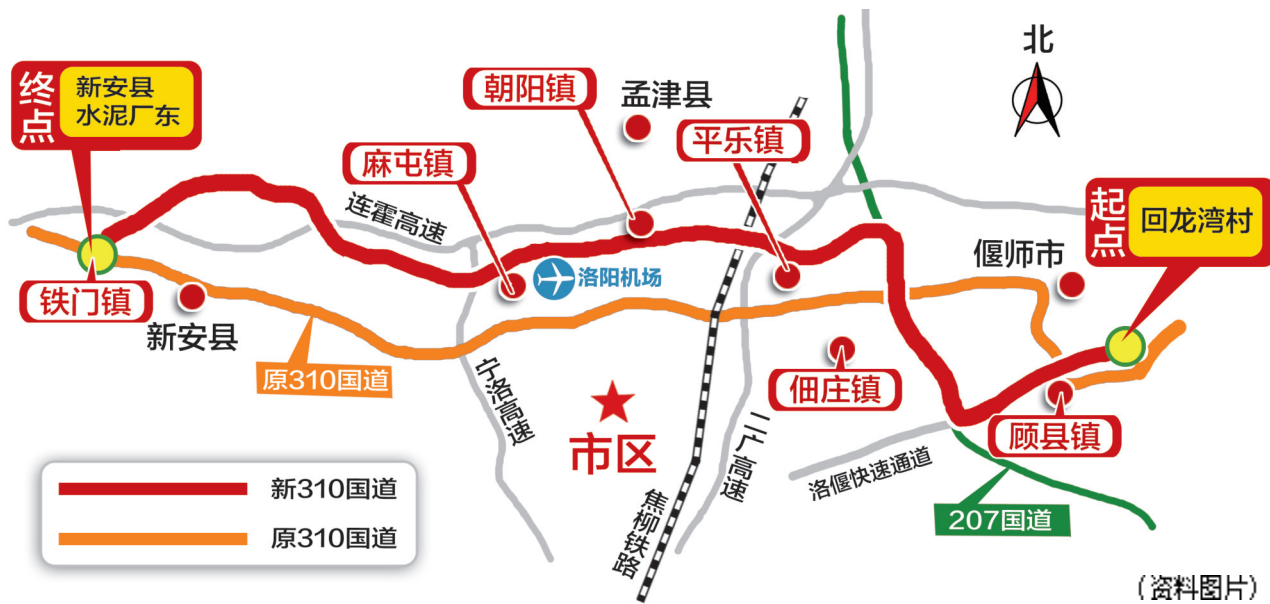 北
终点
新安县
水泥厂东
朝阳镇
孟津县
平乐镇
麻屯镇
起点
回龙湾村
连霍高速
偃师市
洛阳机场
铁门镇
新安县
原310国道
宁洛高速
佃庄镇
市区
二广高速
顾县镇
洛偃快速通道
207国道
焦柳铁路
新310国道
原310国道
(资料图片)